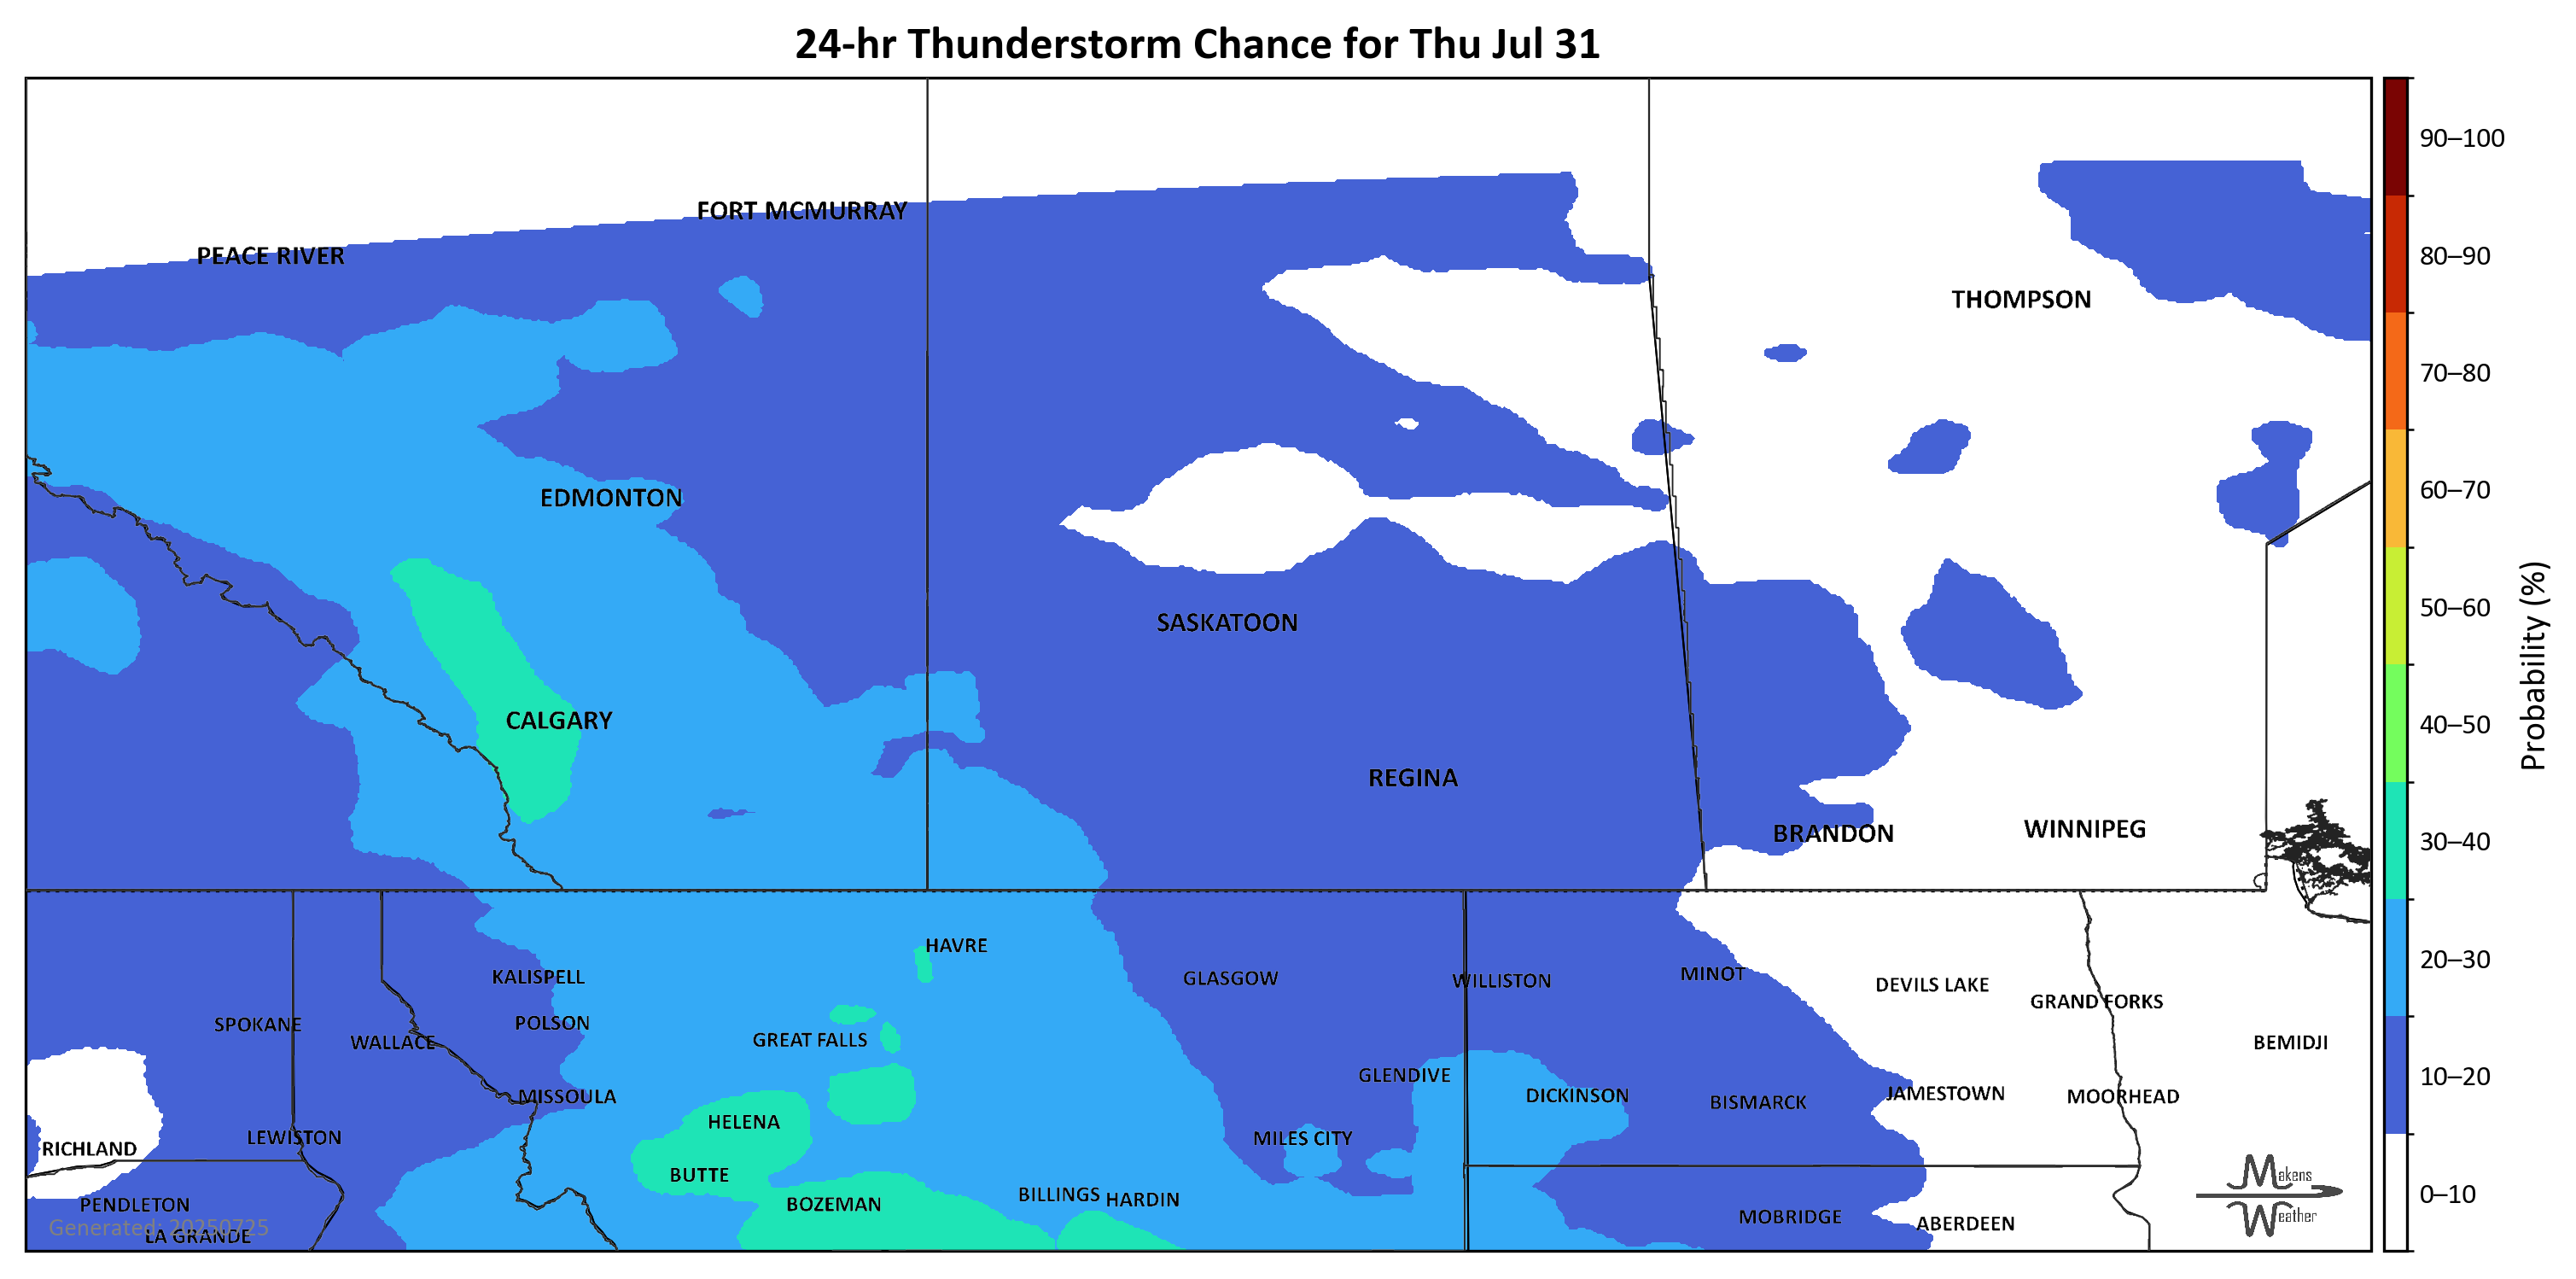 24-hr Thunderstorm Chance for Thu Jul 31
FORT MCMURRAY
PEACE RIVER
THOMPSON
EDMONTON
SASKATOON
CALGARY
REGINA
BRANDON
WINNIPEG
HAVRE
KALISPELL
GLASGOW
WILLISTON
MINOT
DEVILS LAKE
GRAND FORKS
SPOKANE
POLSON
WALLACE
GREAT FALLS
BEMIDJI
GLENDIVE
MISSOULA
DICKINSON
BISMARCK
JAMESTOWN
MOORHEAD
HELENA
LEWISTON
MILES CITY
RICHLAND
BUTTE
PENDLETON
BOZEMAN
BILLINGS
HARDIN
MOBRIDGE
ABERDEEN
Generated: 20250725
LA GRANDE
Makens
Weather
90–100
80–90
70–80
60–70
50–60
40–50
30–40
20–30
10–20
0–10
Probability (%)